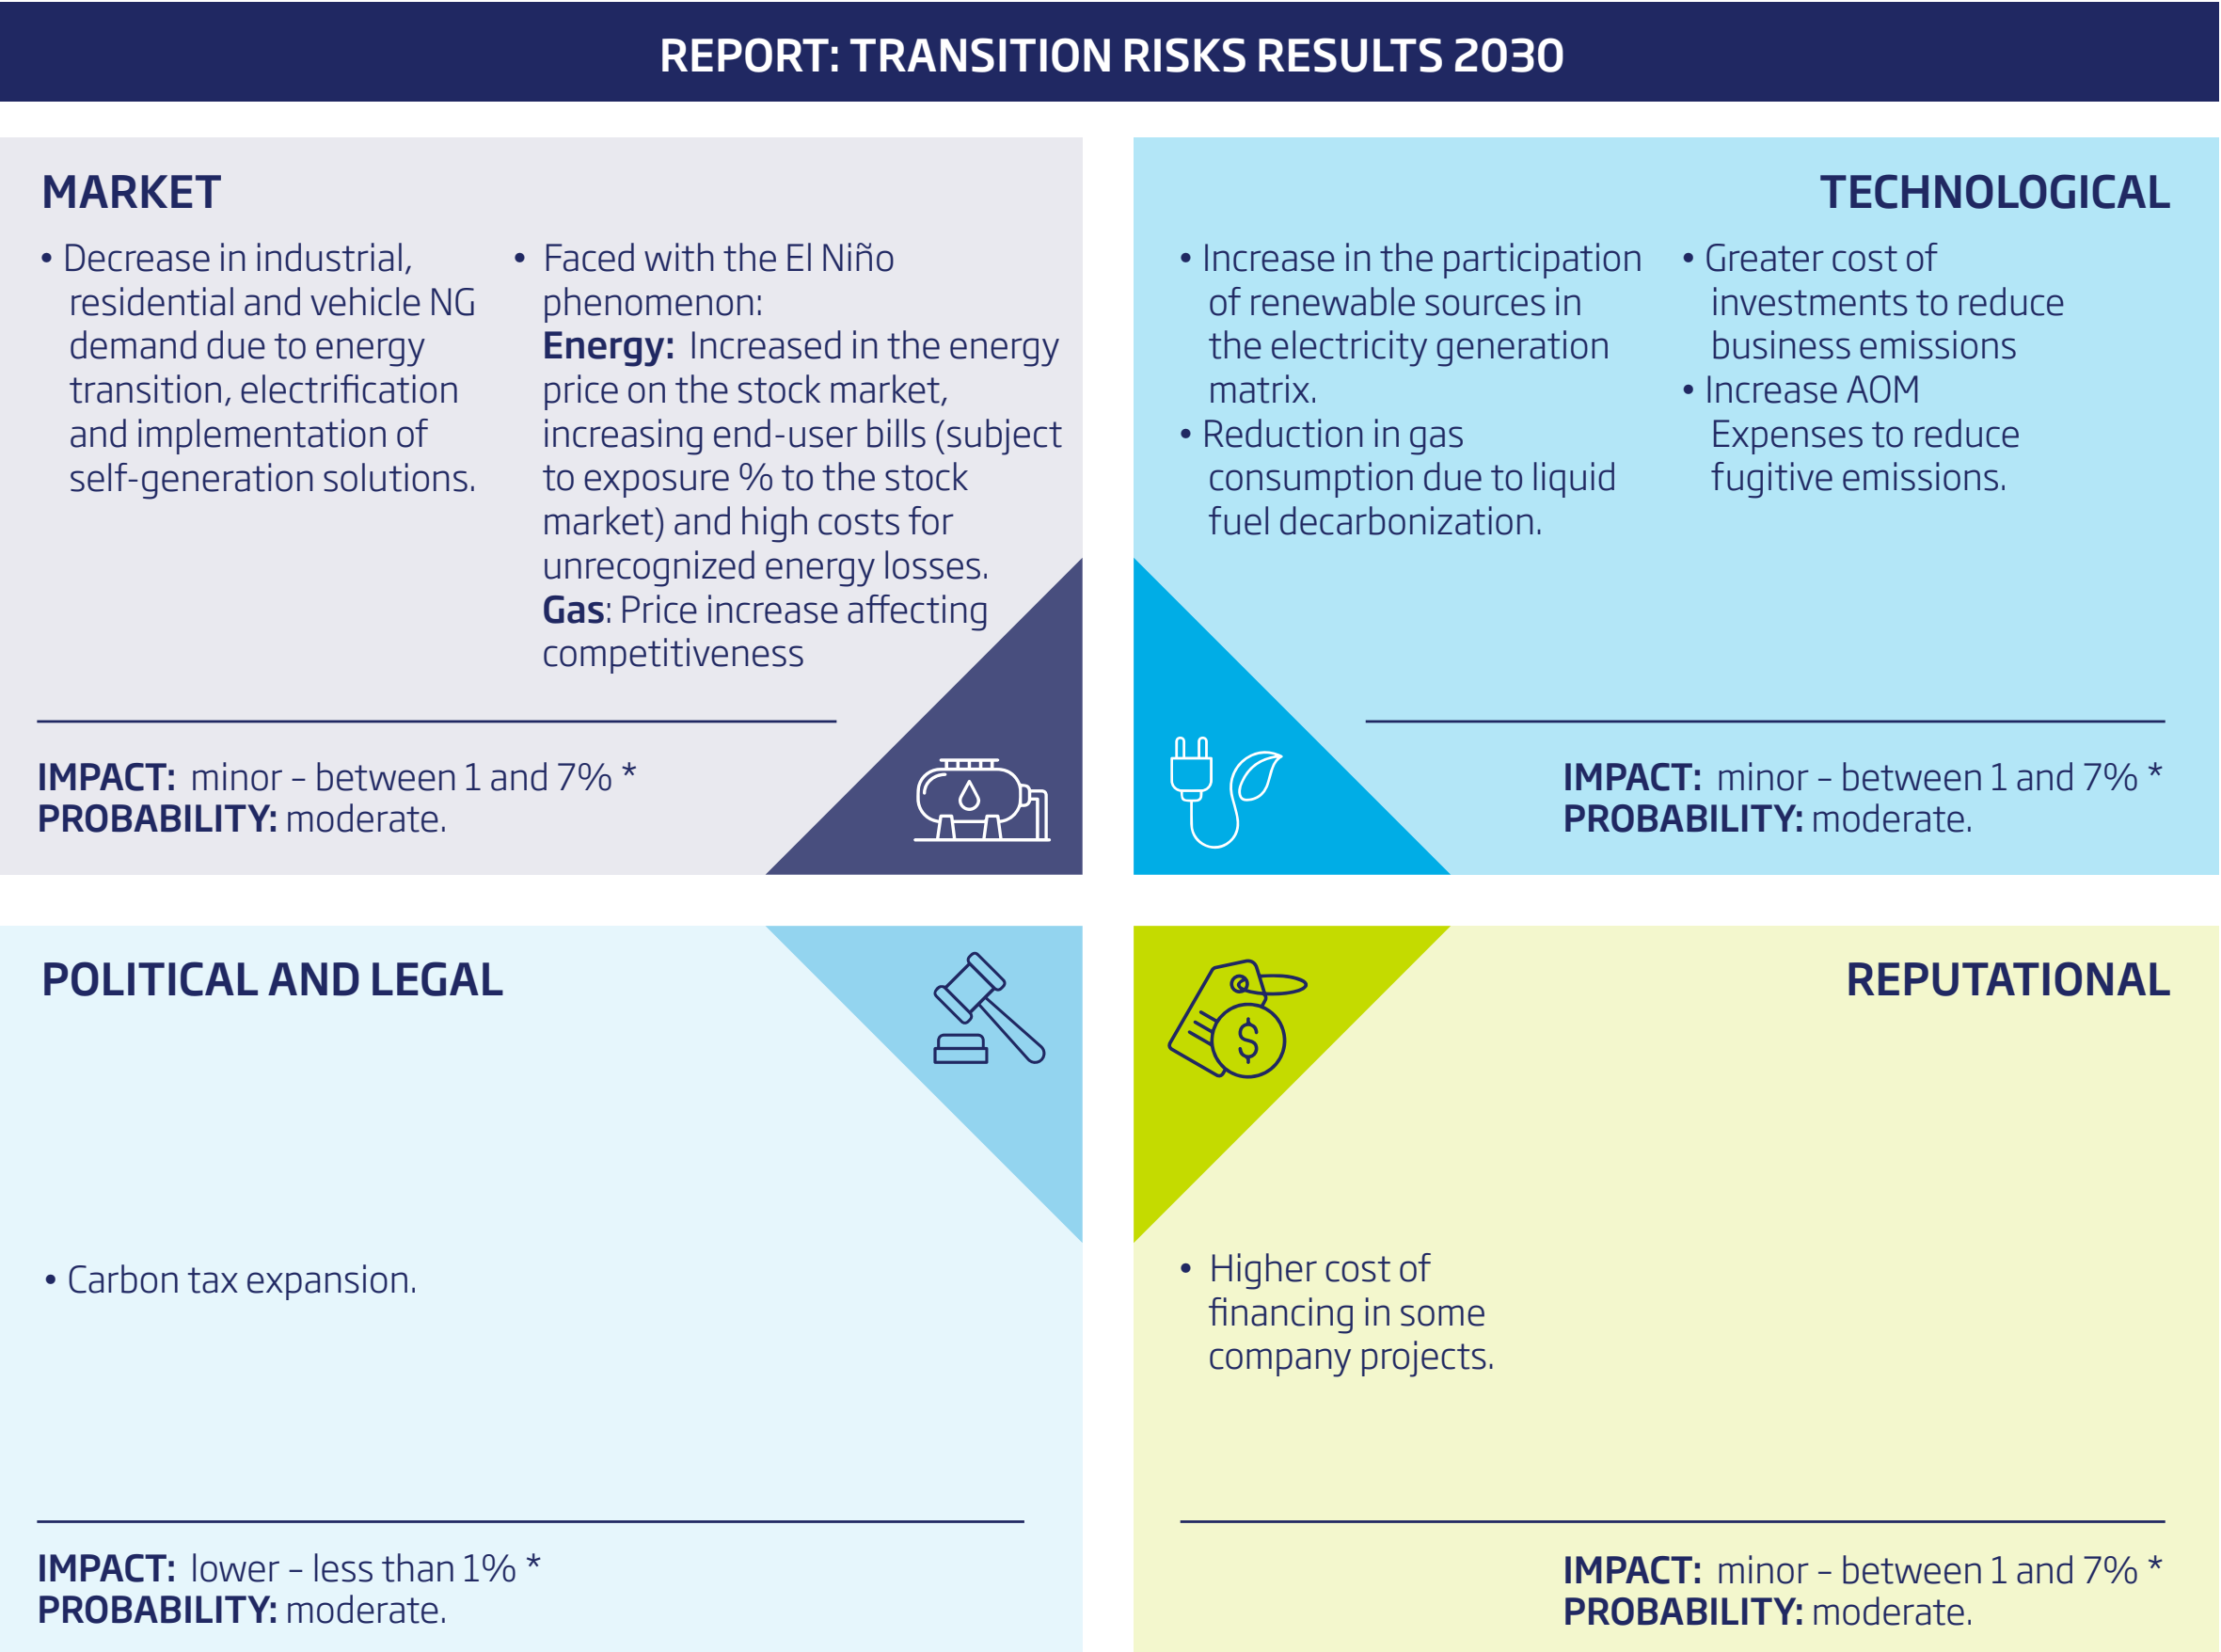 REPORT: TRANSITION RISKS RESULTS 2030
MARKET
• Decrease in industrial,
residential and vehicle NG
demand due to energy
transition, electrification
and implementation of
self-generation solutions.
• Faced with the El Niño
phenomenon:
Energy: Increased in the energy
price on the stock market,
increasing end-user bills (subject
to exposure % to the stock
market) and high costs for
unrecognized energy losses.
Gas: Price increase affecting
competitiveness
IMPACT: minor – between 1 and 7% *
PROBABILITY: moderate.
TECHNOLOGICAL
• Increase in the participation
of renewable sources in
the electricity generation
matrix.
• Reduction in gas
consumption due to liquid
fuel decarbonization.
• Greater cost of
investments to reduce
business emissions
• Increase AOM
Expenses to reduce
fugitive emissions.
IMPACT: minor – between 1 and 7% *
PROBABILITY: moderate.
POLITICAL AND LEGAL
• Carbon tax expansion.
IMPACT: lower – less than 1% *
PROBABILITY: moderate.
REPUTATIONAL
$
• Higher cost of
financing in some
company projects.
IMPACT: minor – between 1 and 7% *
PROBABILITY: moderate.